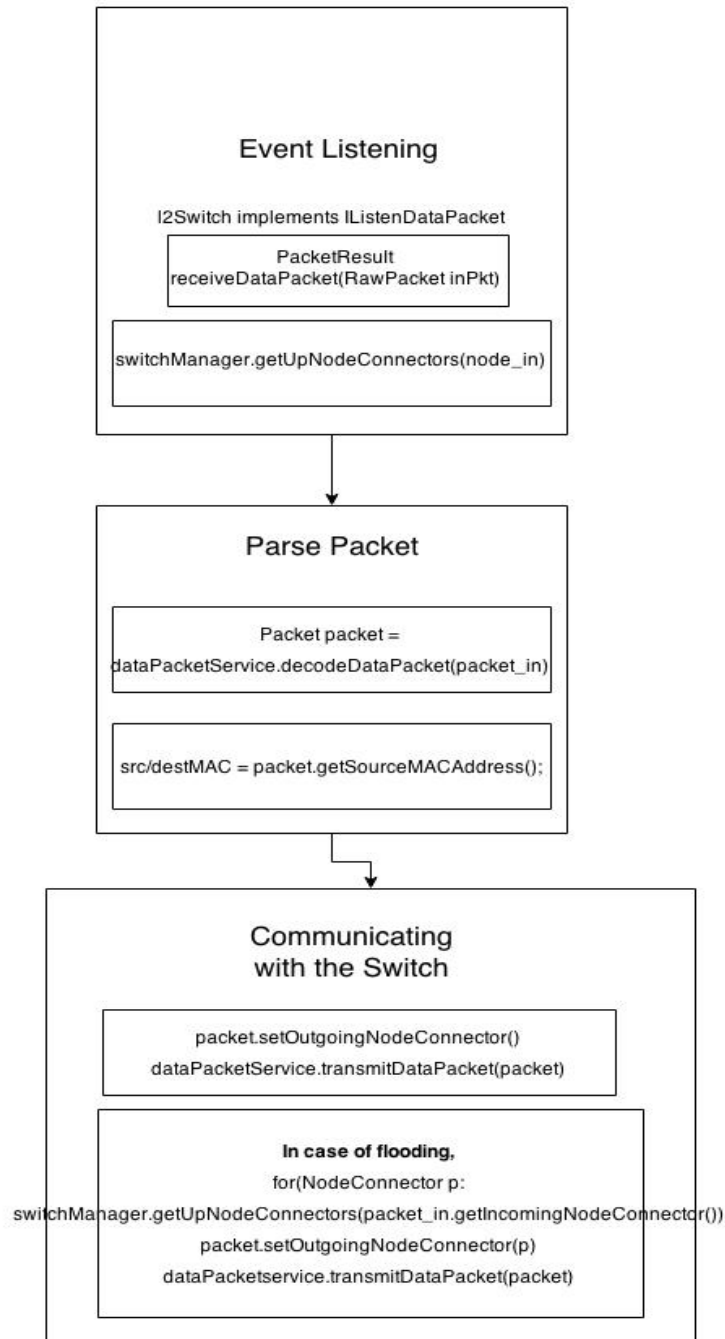 Event Listening
l2Switch implements IListenDataPacket
PacketResult
receiveDataPacket(RawPacket inPkt)
switchManager.getUpNodeConnectors(node_in)
Parse Packet
Packet packet =
dataPacketService.decodeDataPacket(packet_in)
src/destMAC = packet.getSourceMACAddress();
Communicating
with the Switch
packet.setOutgoingNodeConnector()
dataPacketService.transmitDataPacket(packet)
In case of flooding,
for(NodeConnector p:
switchManager.getUpNodeConnectors(packet_in.getIncomingNodeConnector())
packet.setOutgoingNodeConnector(p)
dataPacketservice.transmitDataPacket(packet)